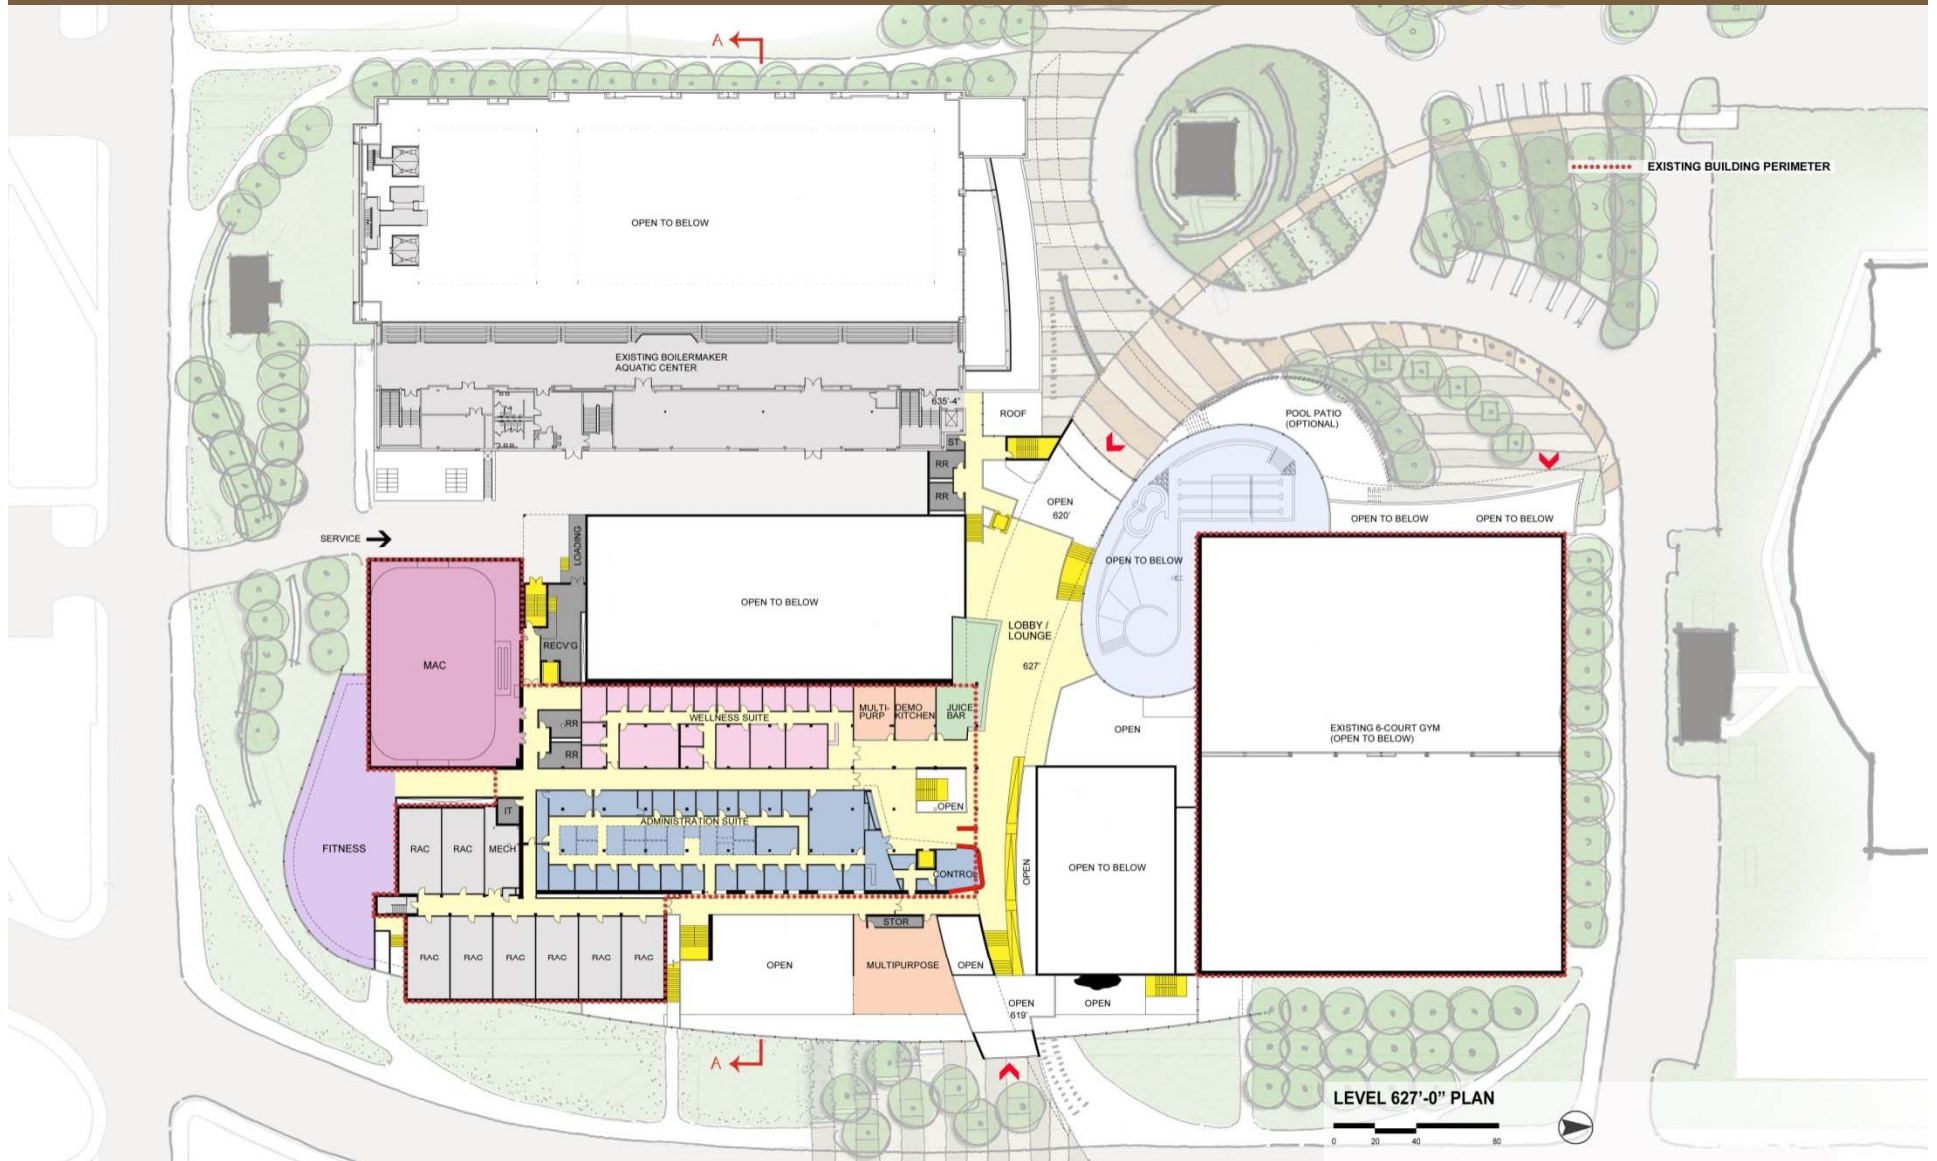 A
EXISTING BUILDING PERIMETER
OPEN TO BELOW
EXISTING BOILERMAKER
AQUATIC CENTER
635'-4"
ROOF
POOL PATIO
(OPTIONAL)
ST
RR
RR
OPEN
620'
OPEN TO BELOW
OPEN TO BELOW
SERVICE
LOADING
OPEN TO BELOW
OPEN TO BELOW
LOBBY /
LOUNGE
627'
RECV'G
MAC
WELLNESS SUITE
MULTI-
PURP
DEMO
KITCHEN
JUICE
BAR
RR
RR
OPEN
EXISTING 6-COURT GYM
(OPEN TO BELOW)
IT
OPEN
ADMINISTRATION SUITE
FITNESS
RAC
RAC
MECH
OPEN
OPEN TO BELOW
CONTROL
STOR
RAC
RAC
RAC
RAC
RAC
RAC
OPEN
MULTIPURPOSE
OPEN
OPEN
619'
OPEN
A
LEVEL 627'-0" PLAN
0 20 40 80